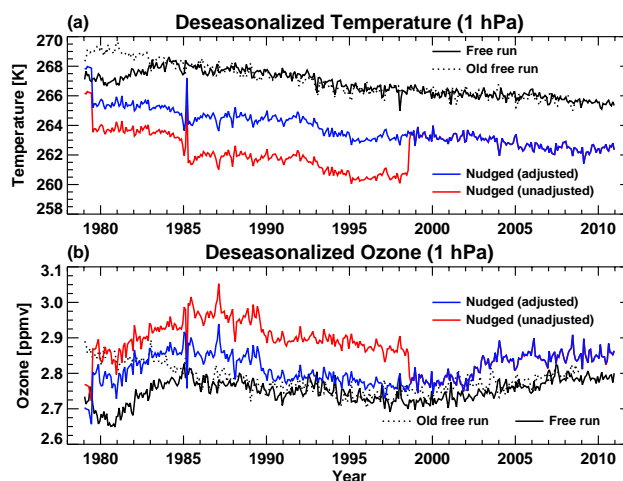 (a) Deseasonalized Temperature (1 hPa)
270
268
266
264
262
260
258
Temperature [K]
Free run
Old free run
Nudged (adjusted)
Nudged (unadjusted)
1980 1985 1990 1995 2000 2005 2010
(b) Deseasonalized Ozone (1 hPa)
3.1
3.0
2.9
2.8
2.7
2.6
Ozone [ppmv]
Nudged (adjusted)
Nudged (unadjusted)
Old free run Free run
1980 1985 1990 1995 2000 2005 2010
Year